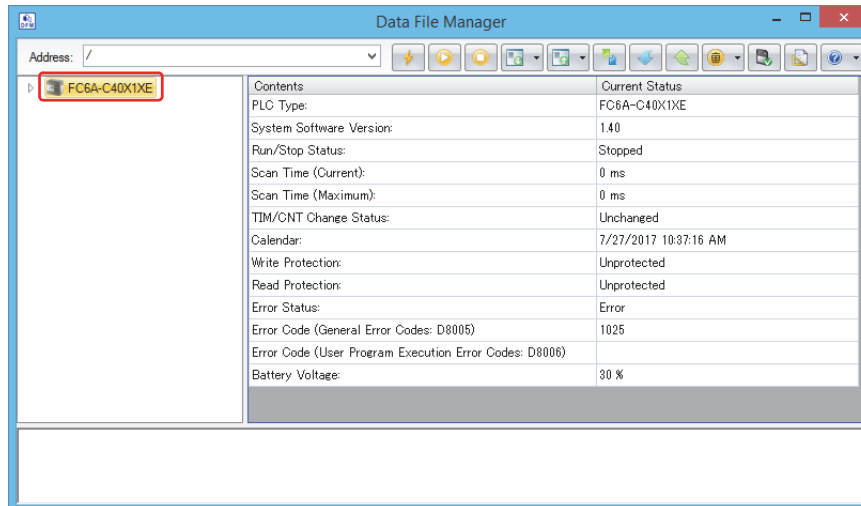 DFM
Data File Manager
Address: /
FC6A-C40X1XE
Contents Current Status
PLC Type: FC6A-C40X1XE
System Software Version: 1.40
Run/Stop Status: Stopped
Scan Time (Current): 0 ms
Scan Time (Maximum): 0 ms
TIM/CNT Change Status: Unchanged
Calendar: 7/27/2017 10:37:16 AM
Write Protection: Unprotected
Read Protection: Unprotected
Error Status: Error
Error Code (General Error Codes: D8005) 1025
Error Code (User Program Execution Error Codes: D8006)
Battery Voltage: 30 %